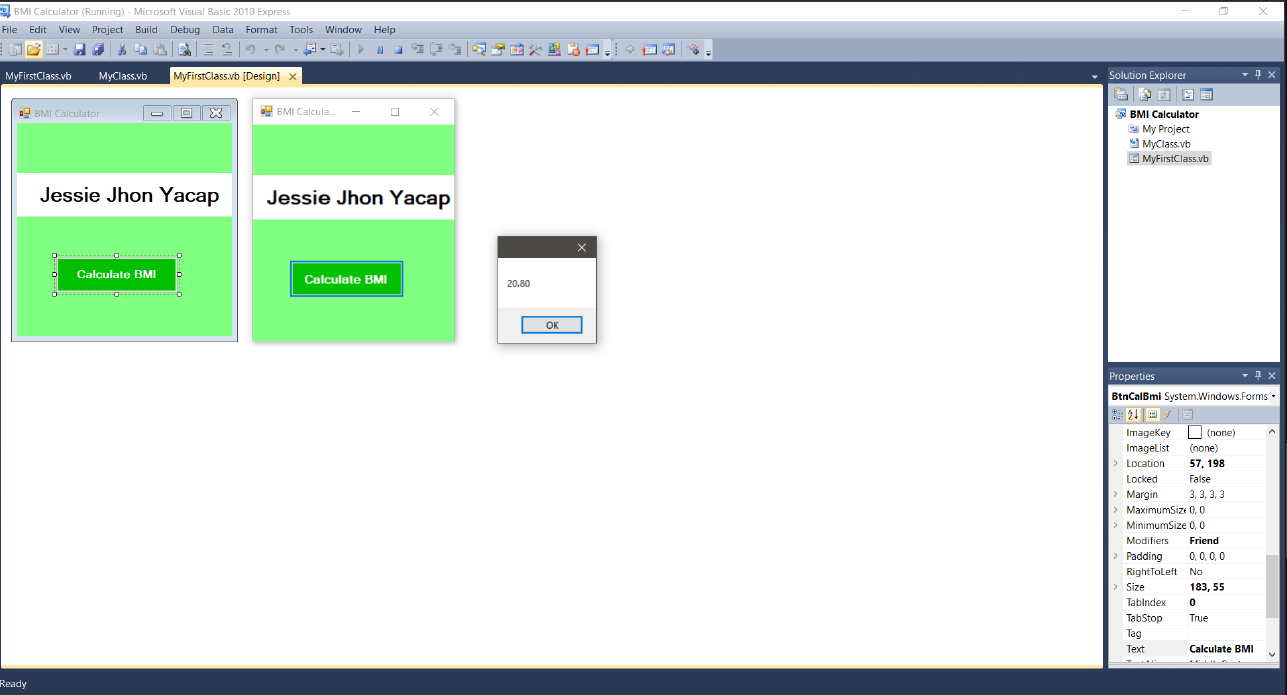 BMI Calculator (Running) - Microsoft Visual Basic 2010 Express
File Edit View Project Build Debug Data Format Tools Window Help
MyFirstClass.vb MyClass.vb MyFirstClass.vb [Design]
BMI Calculator
Jessie Jhon Yacap
Calculate BMI
BMI Calcula...
Jessie Jhon Yacap
Calculate BMI
20.80
OK
Solution Explorer
BMI Calculator
My Project
MyClass.vb
MyFirstClass.vb
Properties
BtnCalBmi System.Windows.Forms
ImageKey (none)
ImageList (none)
Location 57, 198
Locked False
Margin 3, 3, 3, 3
MaximumSize 0, 0
MinimumSize 0, 0
Modifiers Friend
Padding 0, 0, 0, 0
RightToLeft No
Size 183, 55
TabIndex 0
TabStop True
Tag
Text Calculate BMI
Ready